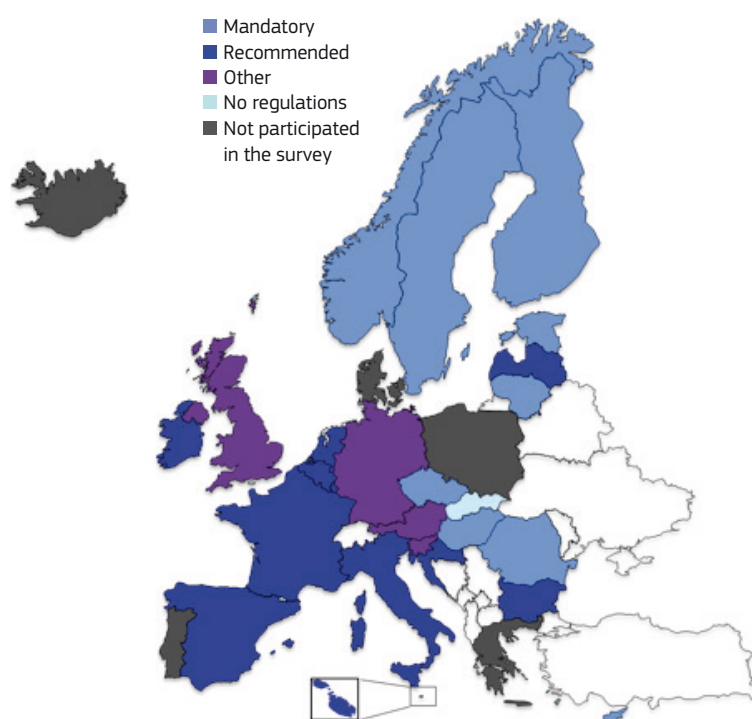 Mandatory
Recommended
Other
No regulations
Not participated
in the survey